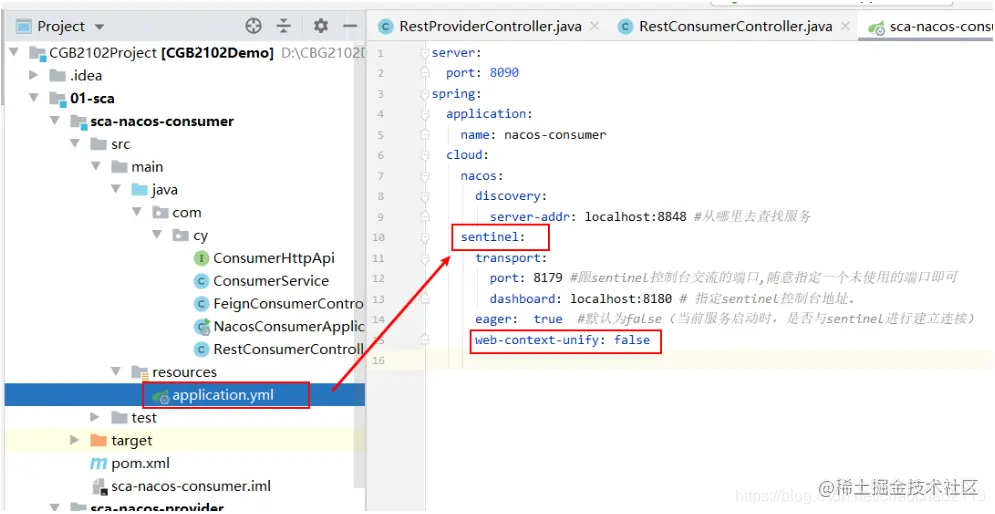 Project
RestProviderController.java
RestConsumerController.java
sca-nacos-consu
CGB2102Project [CGB2102Demo] D:\CBG2102
.idea
01-sca
sca-nacos-consumer
src
main
java
com
cy
ConsumerHttpApi
ConsumerService
FeignConsumerContro
NacosConsumerApplic
RestConsumerControll
resources
application.yml
test
target
pom.xml
sca-nacos-consumer.iml
sca-nacos-provider
1 server:
2 port: 8090
3 spring:
4 application:
5 name: nacos-consumer
6 cloud:
7 nacos:
8 discovery:
9 server-addr: localhost:8848 #从哪里去查找服务
10 sentinel:
11 transport:
12 port: 8179 #跟sentinel控制台交流的端口,随意指定一个未使用的端口即可
13 dashboard: localhost:8180 # 指定sentinel控制台地址。
14 eager: true #默认为false（当前服务启动时，是否与sentinel进行建立连接）
15 web-context-unify: false
16
@稀土掘金技术社区